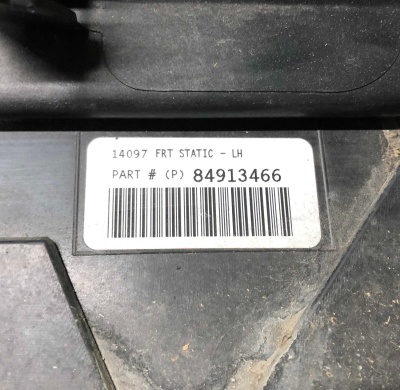 14097 FRT STATIC - LH
PART # (P) 84913466